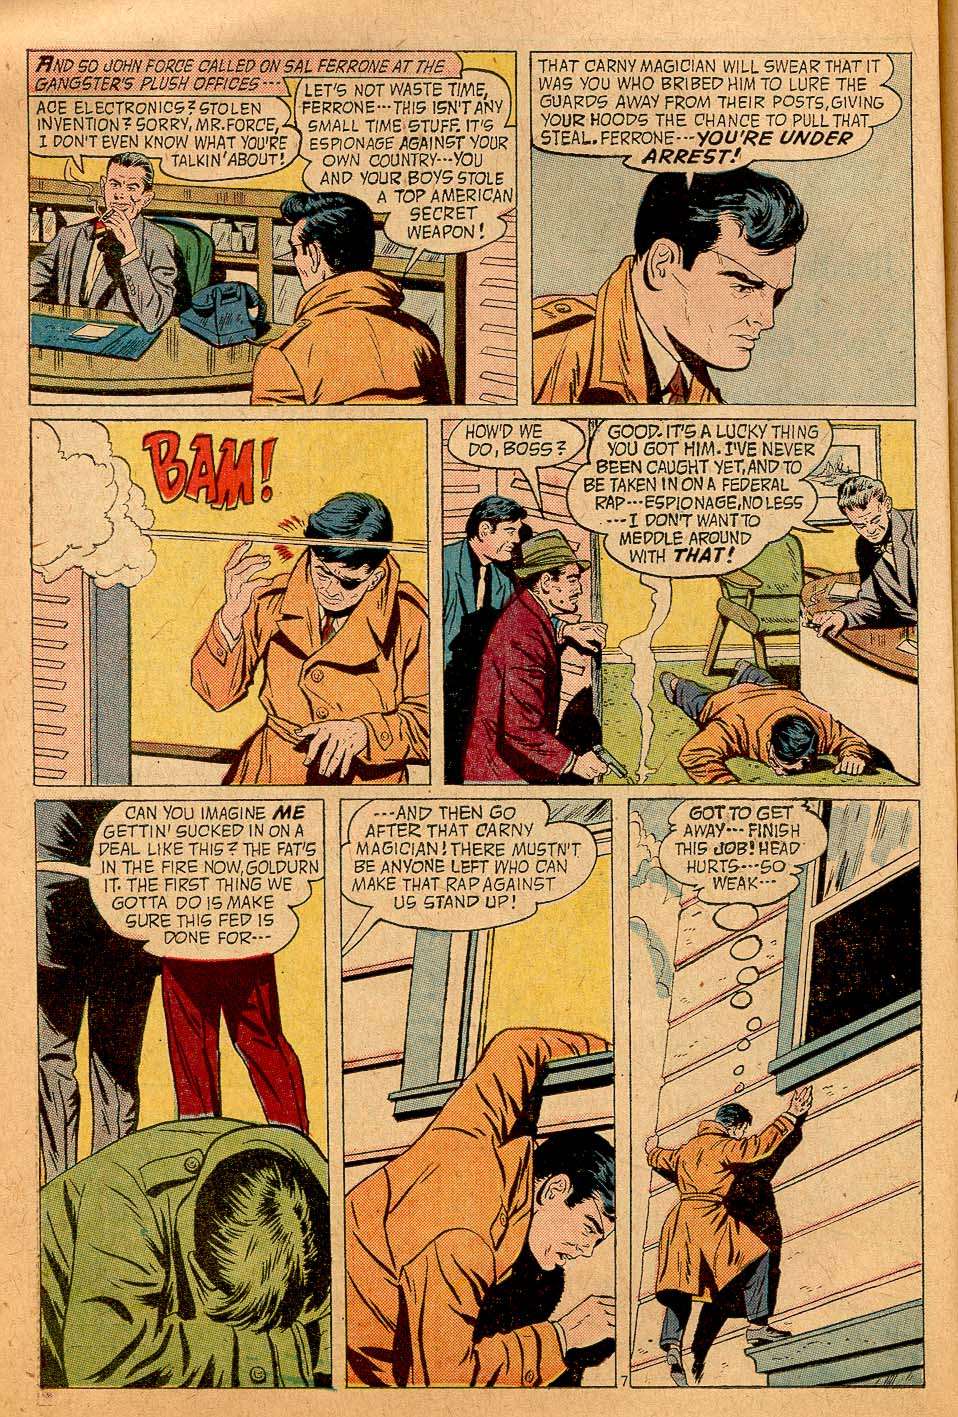 AND SO JOHN FORCE CALLED ON SAL FERRONE AT THE
GANGSTER'S PLUSH OFFICES---
ACE ELECTRONICS? STOLEN
INVENTION? SORRY, MR. FORCE,
I DON'T EVEN KNOW WHAT YOU'RE
TALKIN' ABOUT!
LET'S NOT WASTE TIME,
FERRONE---THIS ISN'T ANY
SMALL TIME STUFF. IT'S
ESPIONAGE AGAINST YOUR
OWN COUNTRY---YOU
AND YOUR BOYS STOLE
A TOP AMERICAN
SECRET
WEAPON!
THAT CARNY MAGICIAN WILL SWEAR THAT IT
WAS YOU WHO BRIBED HIM TO LURE THE
GUARDS AWAY FROM THEIR POSTS, GIVING
YOUR HOODS THE CHANCE TO PULL THAT
STEAL. FERRONE---YOU'RE UNDER
ARREST!
BAM!
HOW'D WE
DO, BOSS?
GOOD. IT'S A LUCKY THING
YOU GOT HIM. I'VE NEVER
BEEN CAUGHT YET, AND TO
BE TAKEN IN ON A FEDERAL
RAP---ESPIONAGE, NO LESS
---I DON'T WANT TO
MEDDLE AROUND
WITH THAT!
CAN YOU IMAGINE ME
GETTIN' SUCKED IN ON A
DEAL LIKE THIS? THE FAT'S
IN THE FIRE NOW, GOLDURN
IT. THE FIRST THING WE
GOTTA DO IS MAKE
SURE THIS FED IS
DONE FOR---
---AND THEN GO
AFTER THAT CARNY
MAGICIAN! THERE MUSTN'T
BE ANYONE LEFT WHO CAN
MAKE THAT RAP AGAINST
US STAND UP!
GOT TO GET
AWAY---FINISH
THIS JOB! HEAD
HURTS---SO
WEAK---
7